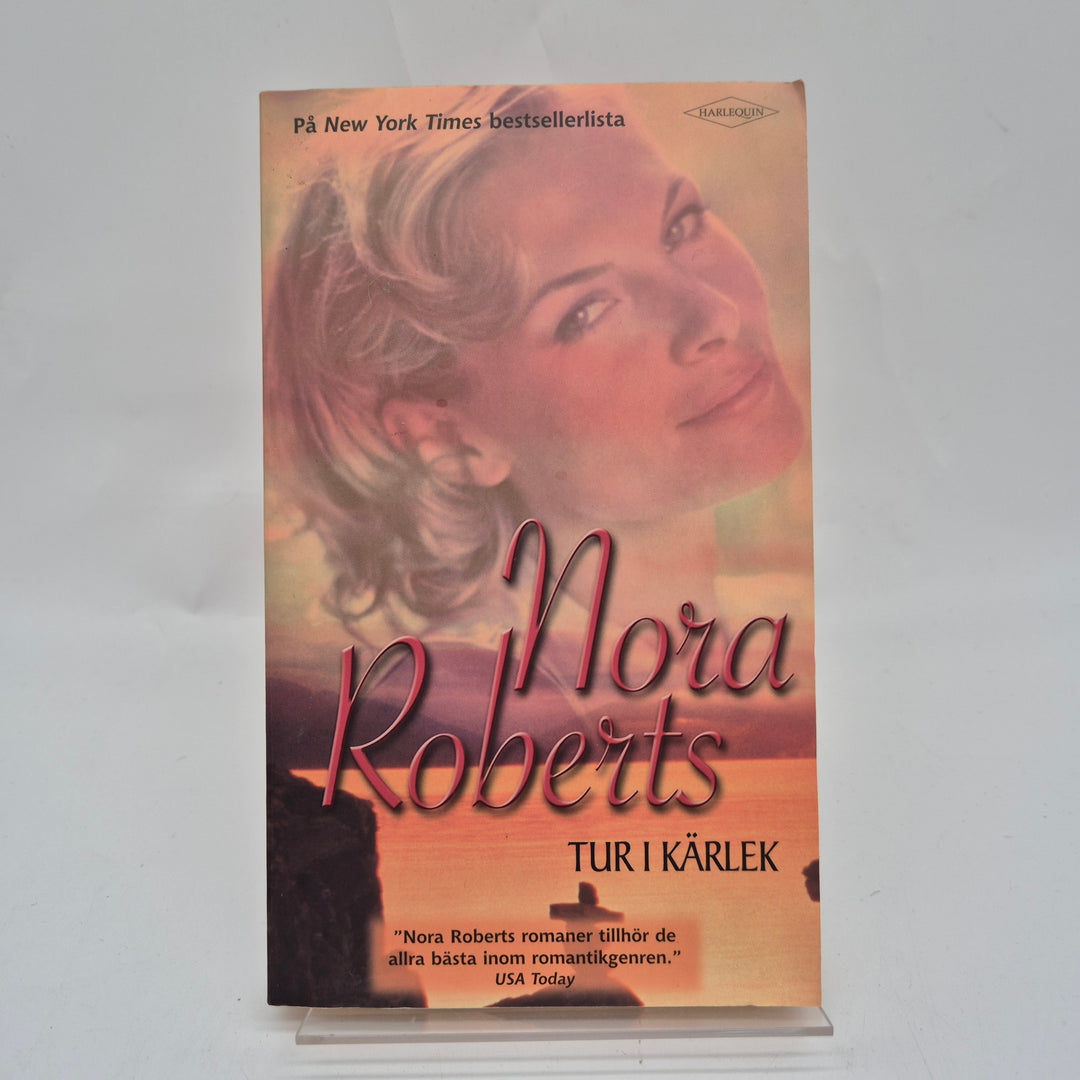 På New York Times bestsellerlista
HARLEQUIN
Nora
Roberts
TUR I KÄRLEK
”Nora Roberts romaner tillhör de
allra bästa inom romantikgenren.”
USA Today